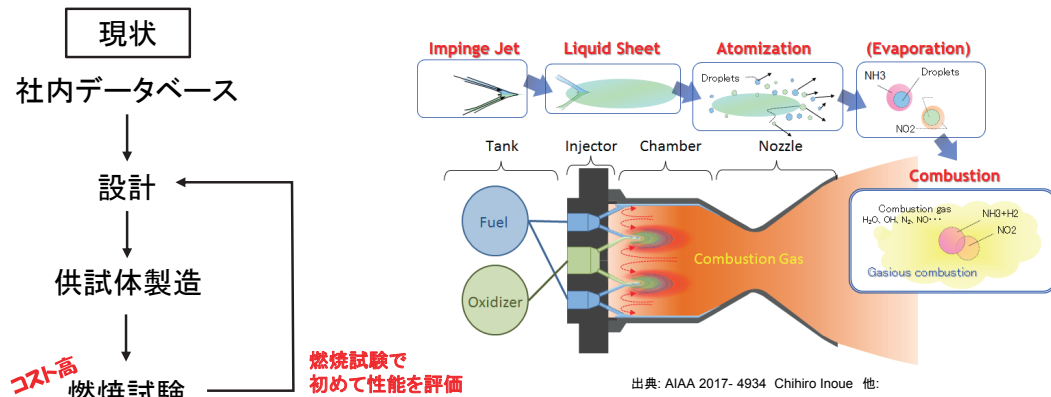 現状
社内データベース
設計
供試体製造
コスト高
燃焼試験
燃焼試験で
初めて性能を評価
Impinge Jet
Liquid Sheet
Atomization
(Evaporation)
Droplets
NH3
Droplets
NO2
Tank
Injector
Chamber
Nozzle
Combustion
Fuel
Oxidizer
Combustion Gas
Combustion gas
H₂O、OH、N₂、NO・・・
NH3+H2
NO2
Gasious combustion
出典: AIAA 2017- 4934 Chihiro Inoue 他: